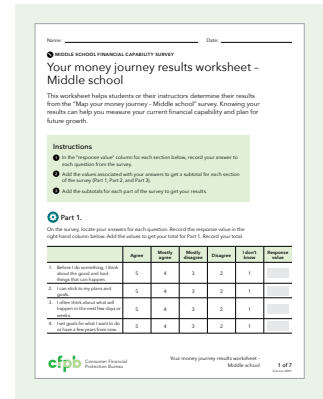 Name: Date:
MIDDLE SCHOOL FINANCIAL CAPABILITY SURVEY
Your money journey results worksheet –
Middle school
This worksheet helps students or their instructors determine their results
from the "Map your money journey - Middle school" survey. Knowing your
results can help you measure your current financial capability and plan for
future growth.
Instructions
1 In the "response value" column for each section below, record your answer to
each question from the survey.
2 Add the values associated with your answers to get a subtotal for each section
of the survey (Part 1, Part 2, and Part 3).
3 Add the subtotals for each part of the survey to get your results.
Part 1.
On the survey, locate your answers for each question. Record the response value in the
right-hand column below. Add the values to get your total for Part 1. Record your total.
Agree Mostly agree Mostly disagree Disagree I don't know Response value
1. Before I do something, I think
about the good and bad
things that can happen. 5 4 3 2 1
2. I can stick to my plans and
goals. 5 4 3 2 1
3. I often think about what will
happen in the next few days or
weeks. 5 4 3 2 1
4. I set goals for what I want to do
or have a few years from now. 5 4 3 2 1
cfpb Consumer Financial
Protection Bureau
Your money journey results worksheet –
Middle school
1 of 7